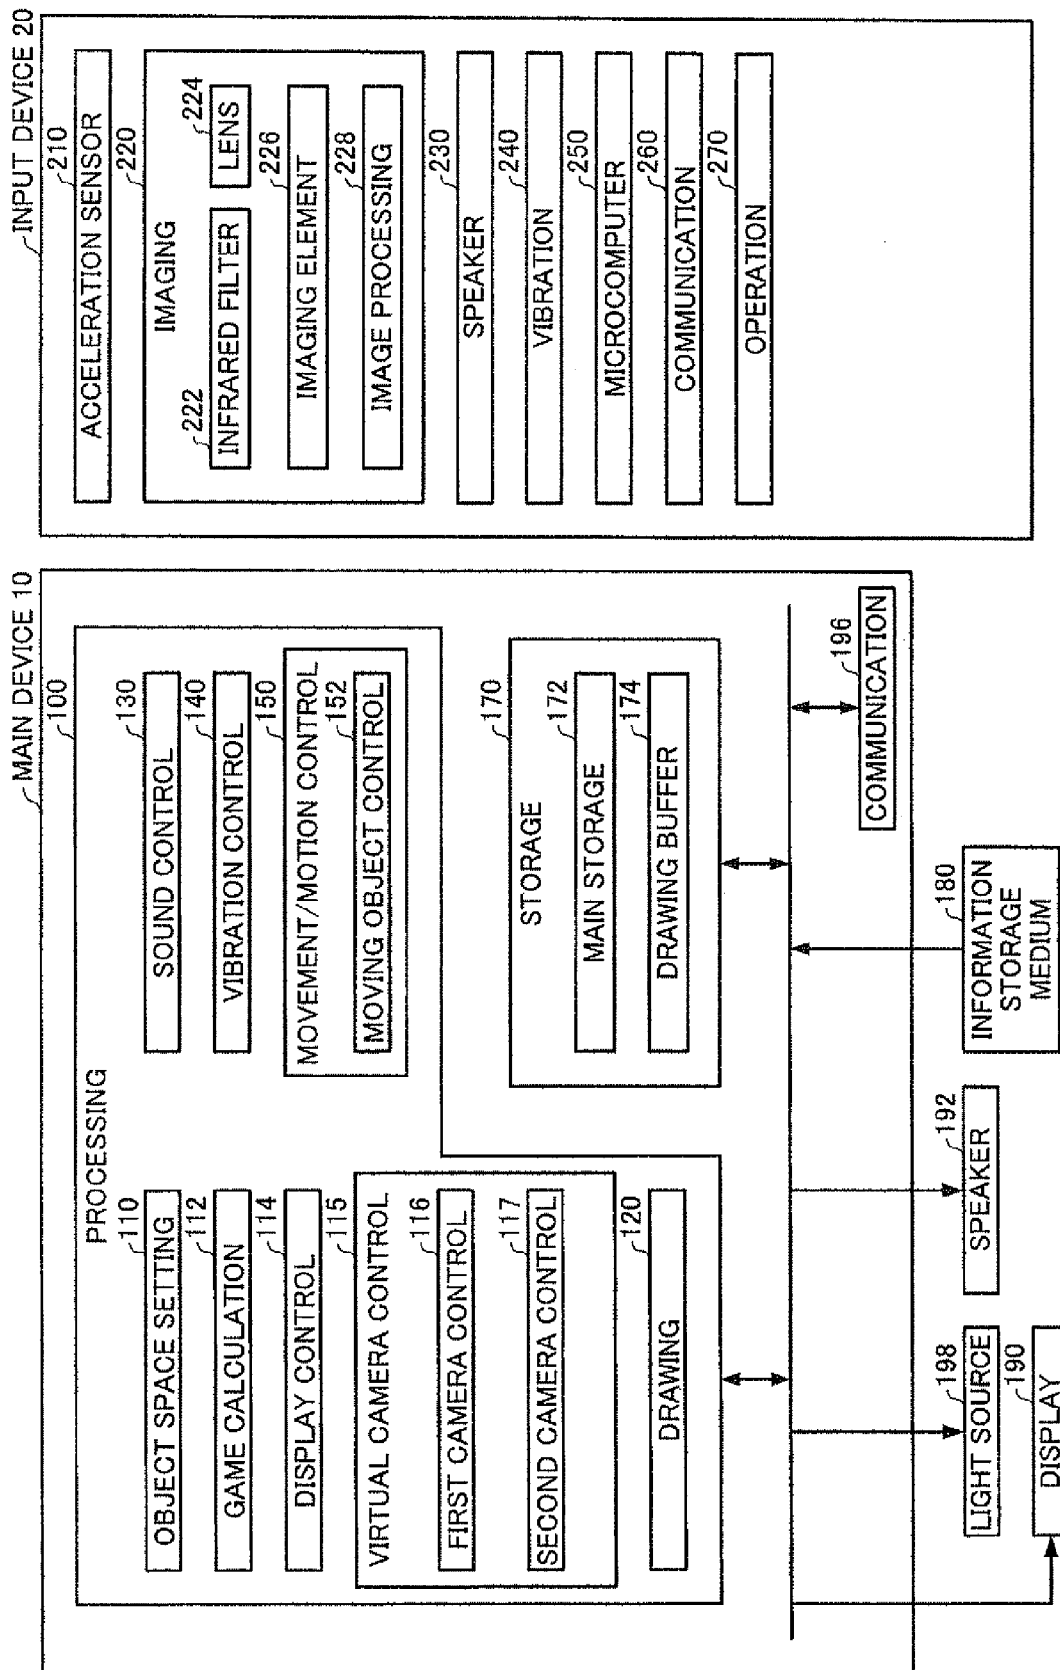 MAIN DEVICE 10
100
PROCESSING
110
OBJECT SPACE SETTING
112
GAME CALCULATION
114
DISPLAY CONTROL
115
VIRTUAL CAMERA CONTROL
116
FIRST CAMERA CONTROL
117
SECOND CAMERA CONTROL
120
DRAWING
130
SOUND CONTROL
140
VIBRATION CONTROL
150
MOVEMENT/MOTION CONTROL
152
MOVING OBJECT CONTROL
170
STORAGE
172
MAIN STORAGE
174
DRAWING BUFFER
196
COMMUNICATION
198
LIGHT SOURCE
190
DISPLAY
192
SPEAKER
180
INFORMATION
STORAGE
MEDIUM
INPUT DEVICE 20
210
ACCELERATION SENSOR
220
IMAGING
222
INFRARED FILTER
224
LENS
226
IMAGING ELEMENT
228
IMAGE PROCESSING
230
SPEAKER
240
VIBRATION
250
MICROCOMPUTER
260
COMMUNICATION
270
OPERATION